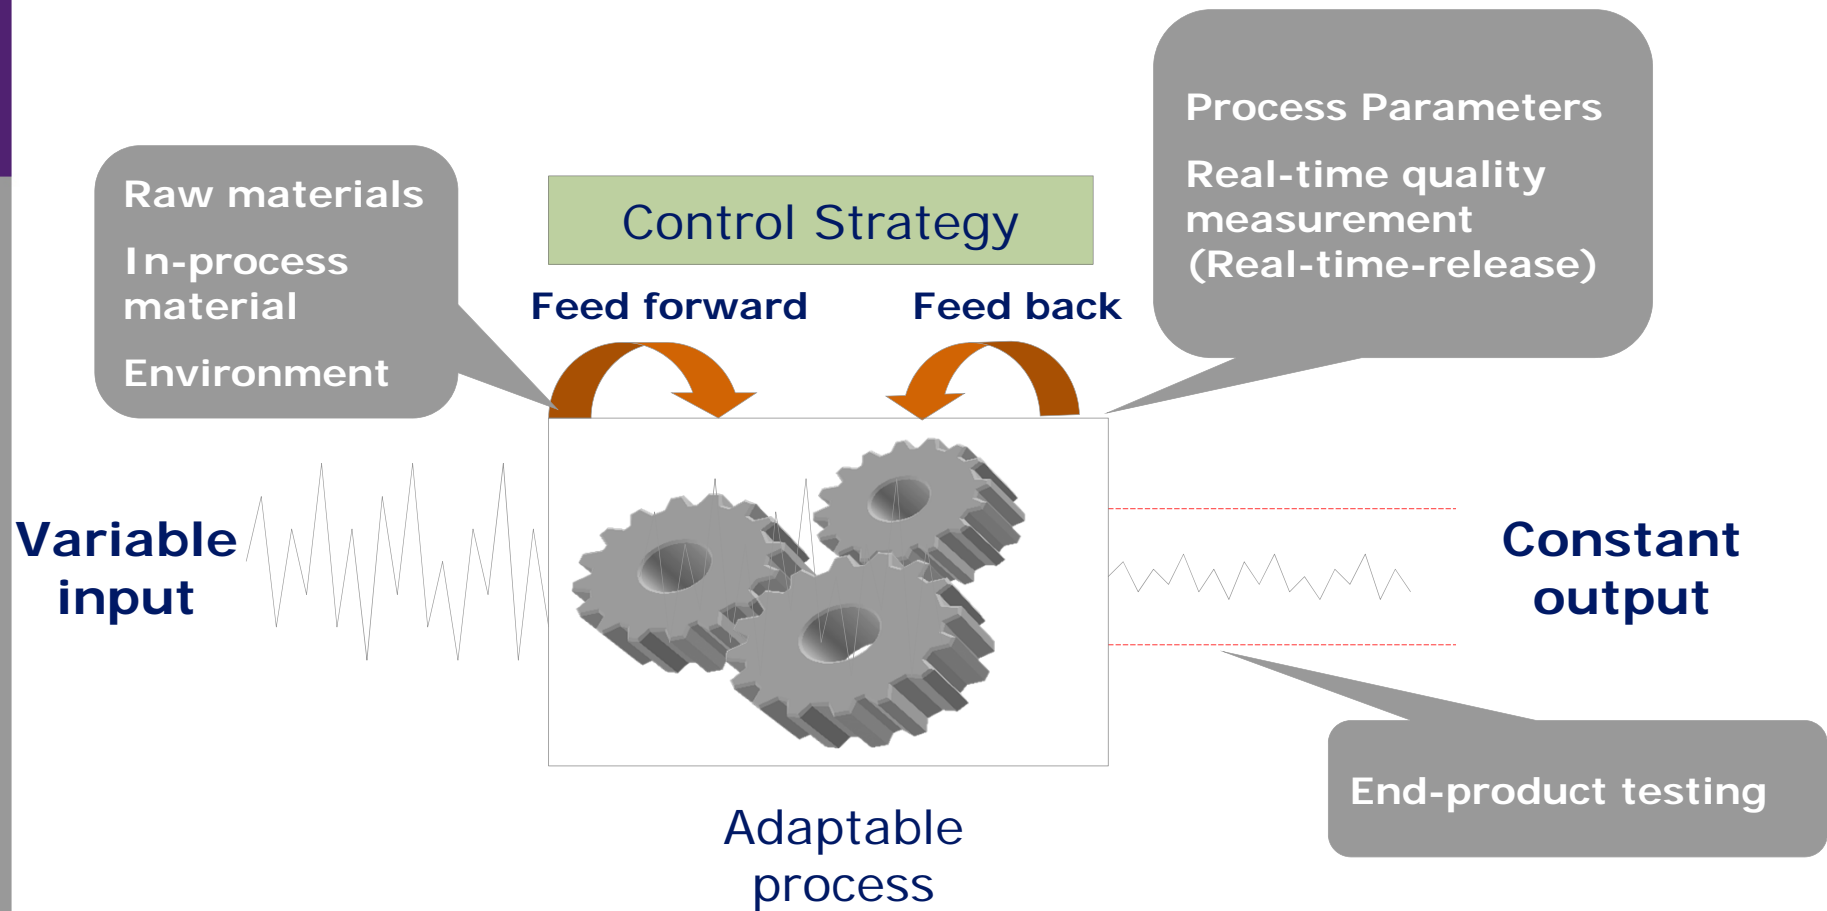 Process Parameters
Real-time quality
measurement
(Real-time-release)
Raw materials
In-process
material
Environment
Control Strategy
Feed forward
Feed back
Variable
input
Constant
output
End-product testing
Adaptable
process